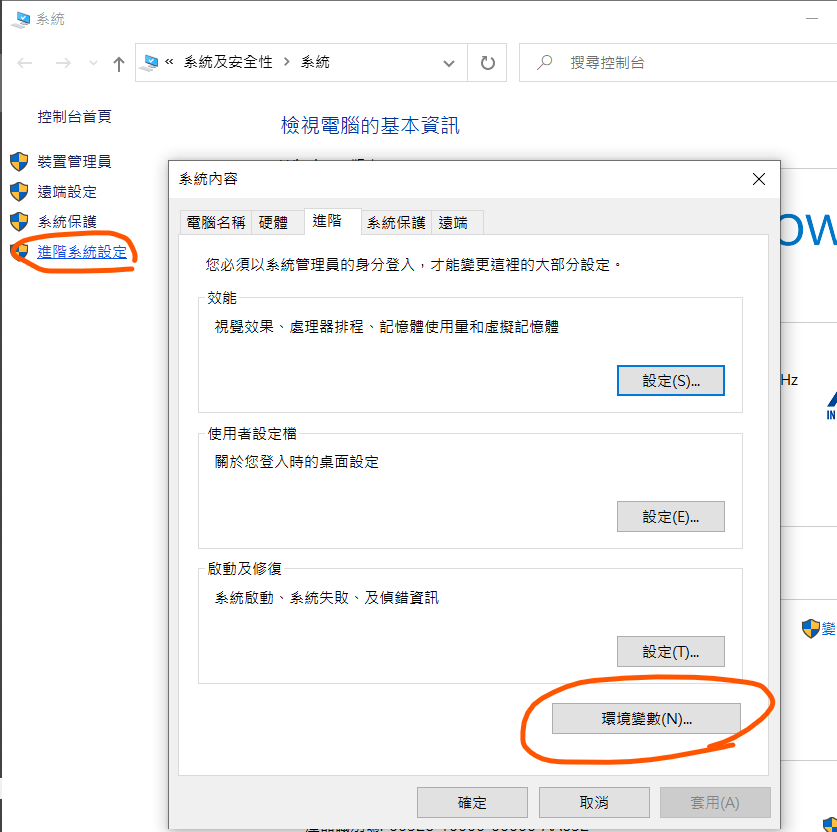 系統
« 系統及安全性 › 系統
搜尋控制台
控制台首頁
裝置管理員
遠端設定
系統保護
進階系統設定
檢視電腦的基本資訊
系統內容
電腦名稱 硬體 進階 系統保護 遠端
您必須以系統管理員的身分登入，才能變更這裡的大部分設定。
效能
視覺效果、處理器排程、記憶體使用量和虛擬記憶體
設定(S)...
使用者設定檔
關於您登入時的桌面設定
設定(E)...
啟動及修復
系統啟動、系統失敗、及偵錯資訊
設定(T)...
環境變數(N)...
確定 取消 套用(A)
OW
Hz
IN
變